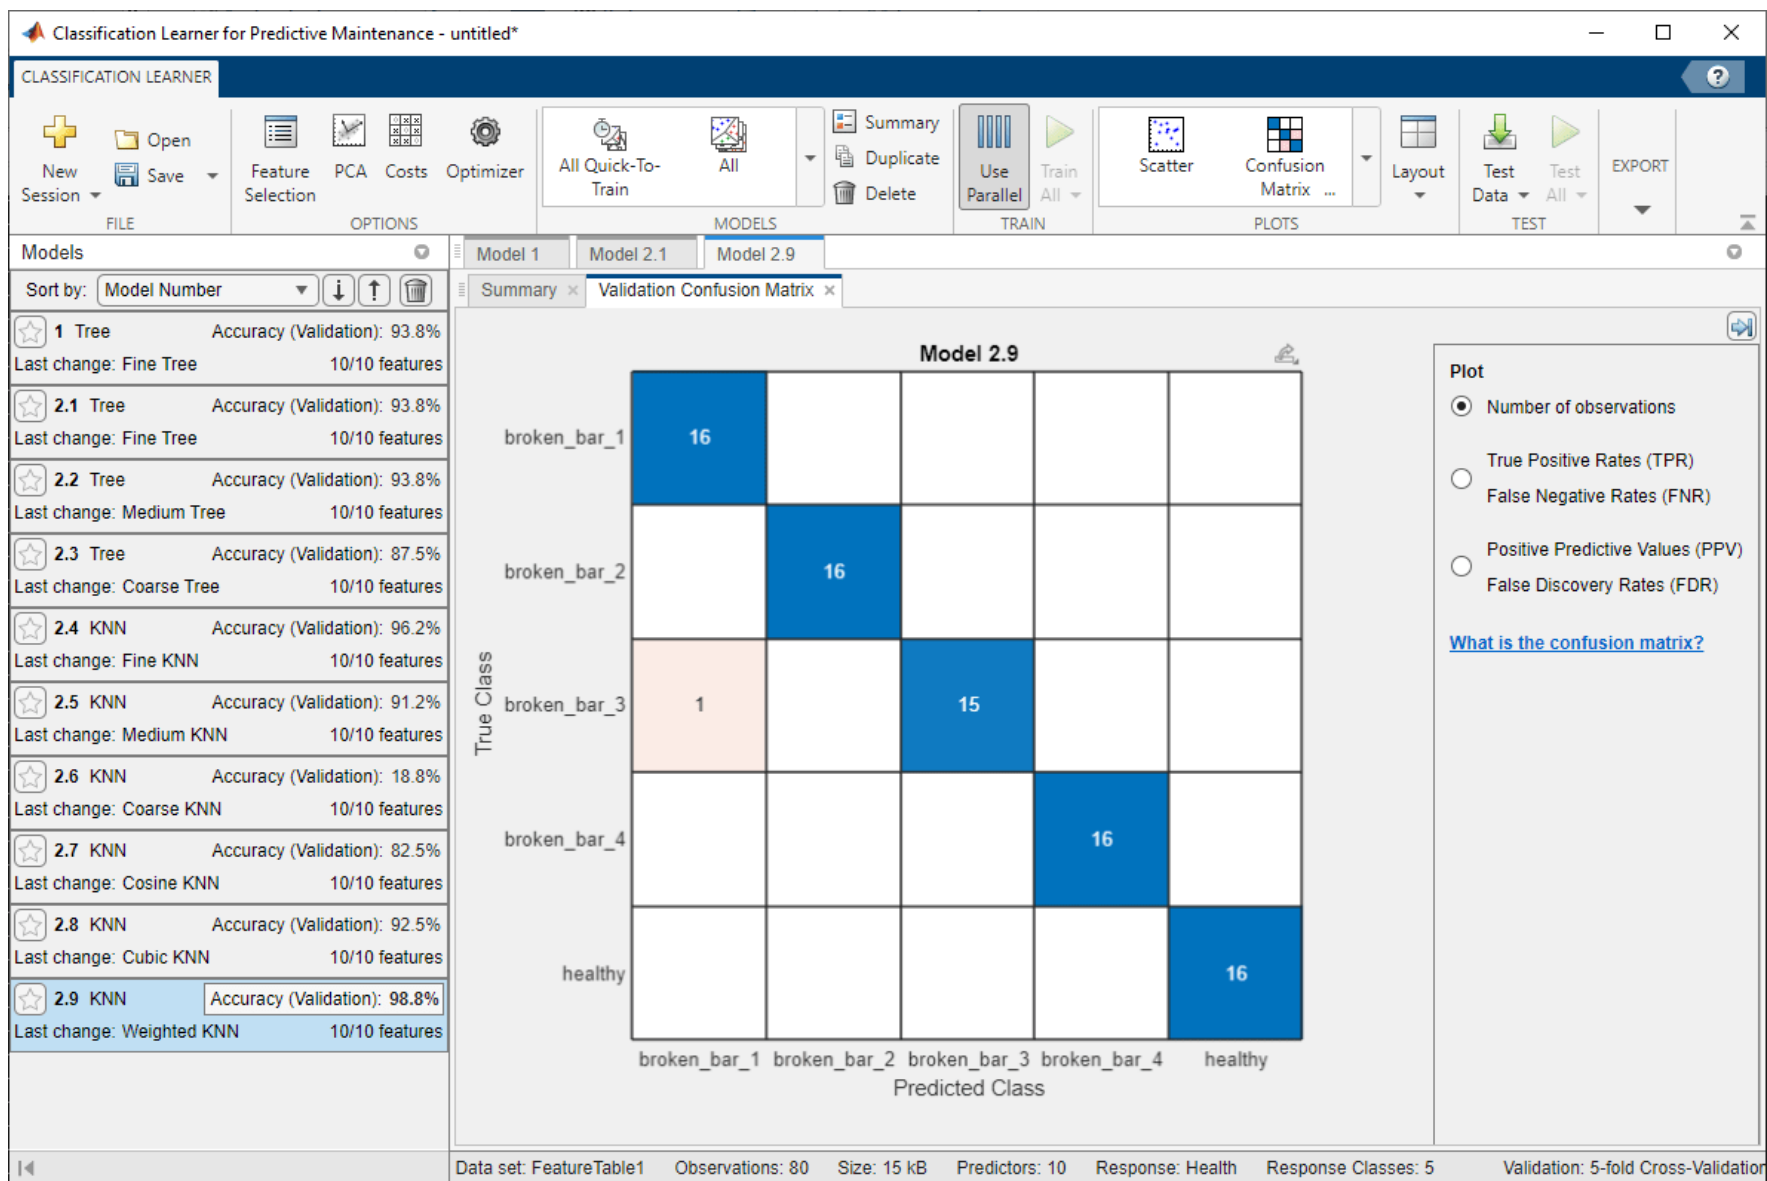 Classification Learner for Predictive Maintenance - untitled*
CLASSIFICATION LEARNER
?
New Session
Open
Save
FILE
Feature Selection
PCA
Costs
Optimizer
OPTIONS
All Quick-To-Train
All
Summary
Duplicate
Delete
MODELS
Use Parallel
Train All
TRAIN
Scatter
Confusion Matrix ...
PLOTS
Layout
Test Data
Test All
TEST
EXPORT
Models
Sort by: Model Number
1 Tree Accuracy (Validation): 93.8%
Last change: Fine Tree 10/10 features
2.1 Tree Accuracy (Validation): 93.8%
Last change: Fine Tree 10/10 features
2.2 Tree Accuracy (Validation): 93.8%
Last change: Medium Tree 10/10 features
2.3 Tree Accuracy (Validation): 87.5%
Last change: Coarse Tree 10/10 features
2.4 KNN Accuracy (Validation): 96.2%
Last change: Fine KNN 10/10 features
2.5 KNN Accuracy (Validation): 91.2%
Last change: Medium KNN 10/10 features
2.6 KNN Accuracy (Validation): 18.8%
Last change: Coarse KNN 10/10 features
2.7 KNN Accuracy (Validation): 82.5%
Last change: Cosine KNN 10/10 features
2.8 KNN Accuracy (Validation): 92.5%
Last change: Cubic KNN 10/10 features
2.9 KNN Accuracy (Validation): 98.8%
Last change: Weighted KNN 10/10 features
Model 1 Model 2.1 Model 2.9
Summary Validation Confusion Matrix
Model 2.9
True Class
broken_bar_1 16
broken_bar_2 16
broken_bar_3 1 15
broken_bar_4 16
healthy 16
broken_bar_1 broken_bar_2 broken_bar_3 broken_bar_4 healthy
Predicted Class
Plot
Number of observations
True Positive Rates (TPR)
False Negative Rates (FNR)
Positive Predictive Values (PPV)
False Discovery Rates (FDR)
What is the confusion matrix?
Data set: FeatureTable1 Observations: 80 Size: 15 kB Predictors: 10 Response: Health Response Classes: 5 Validation: 5-fold Cross-Validation